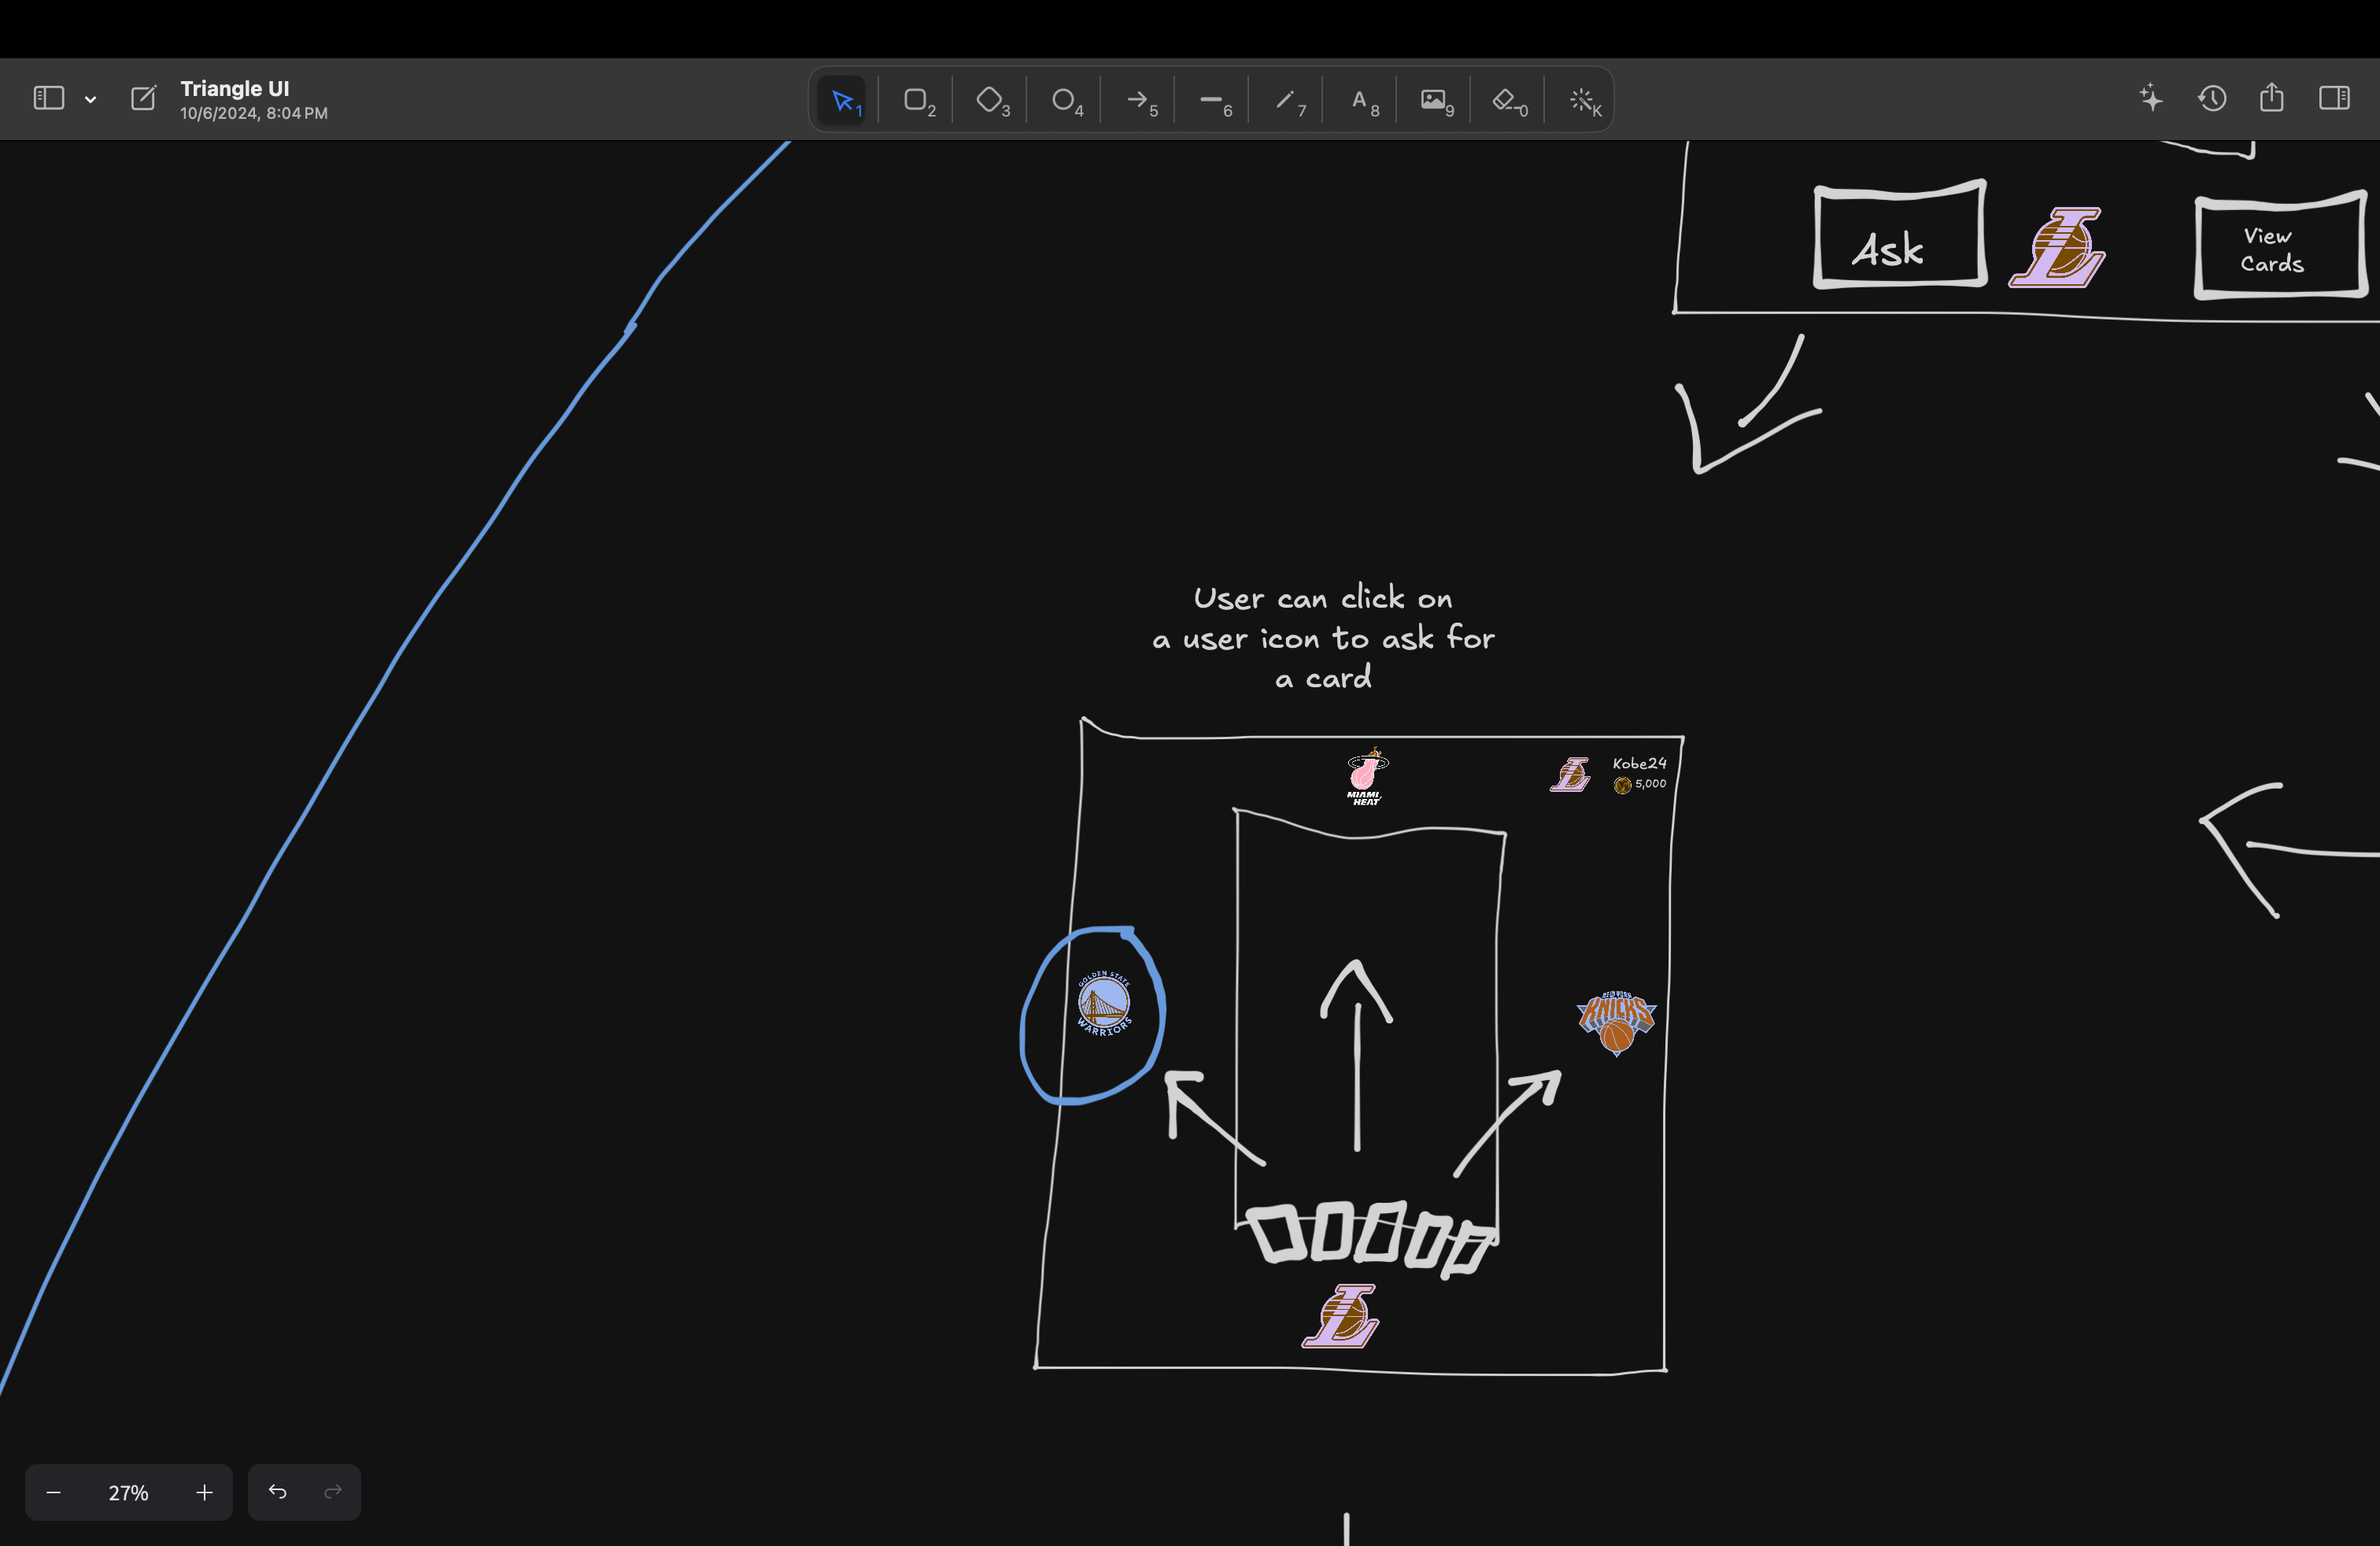 Triangle UI
10/6/2024, 8:04 PM
1
2
3
4
5
6
7
A 8
9
0
K
Ask
View
Cards
User can click on
a user icon to ask for
a card
MIAMI
HEAT
Kobe24
5,000
GOLDEN STATE
WARRIORS
NEW YORK
KNICKS
L
27%